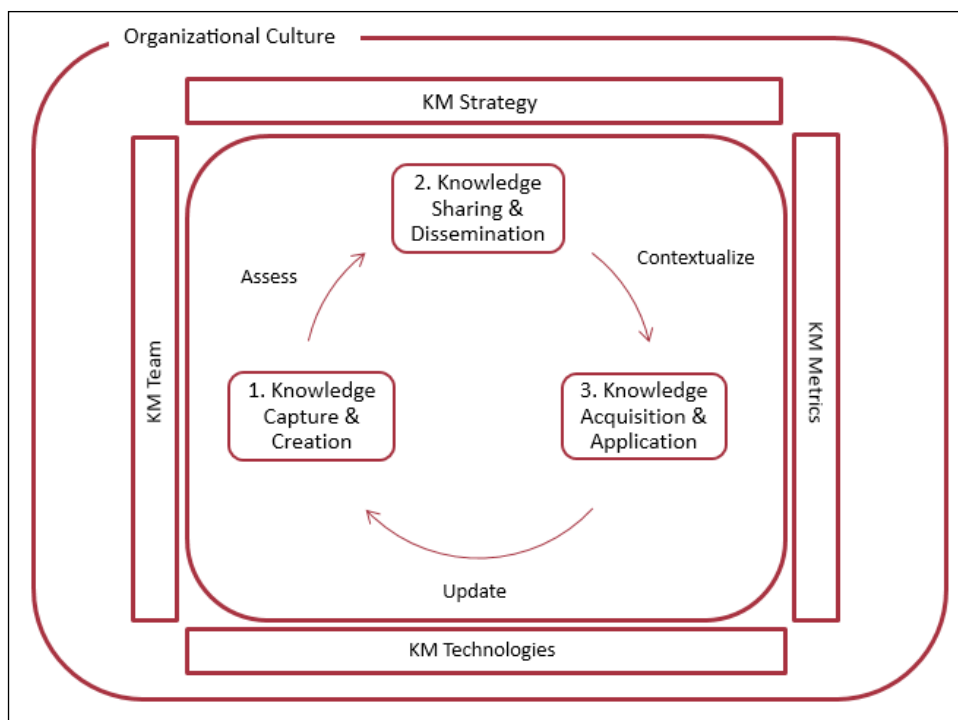 Organizational Culture
KM Strategy
2. Knowledge
Sharing &
Dissemination
Assess
Contextualize
KM Team
1. Knowledge
Capture &
Creation
3. Knowledge
Acquisition &
Application
KM Metrics
Update
KM Technologies